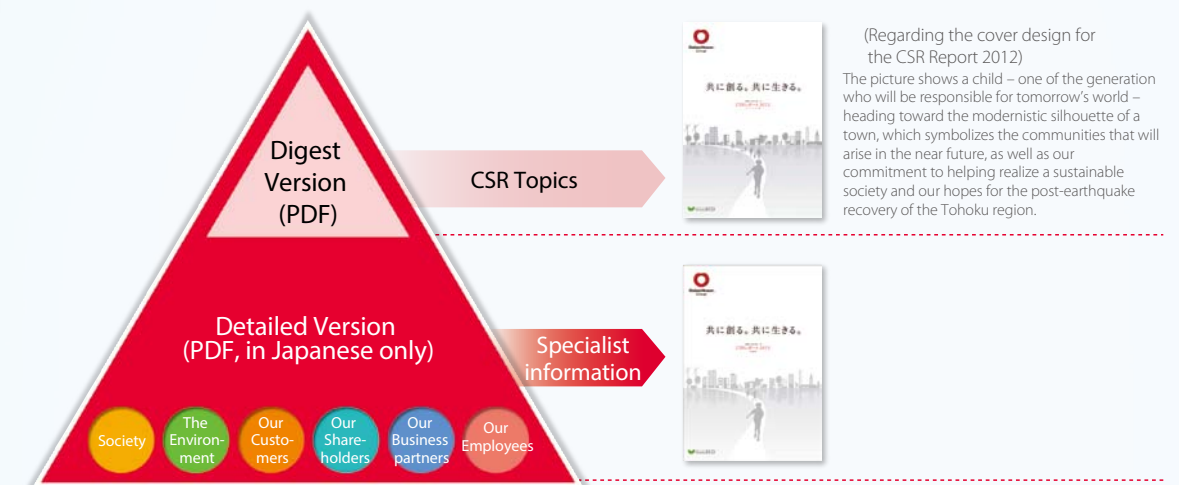 Digest
Version
(PDF)
CSR Topics
共に創る。共に生きる。
(Regarding the cover design for
the CSR Report 2012)
The picture shows a child – one of the generation
who will be responsible for tomorrow's world –
heading toward the modernistic silhouette of a
town, which symbolizes the communities that will
arise in the near future, as well as our
commitment to helping realize a sustainable
society and our hopes for the post-earthquake
recovery of the Tohoku region.
Detailed Version
(PDF, in Japanese only)
Specialist
information
共に創る。共に生きる。
Society
The
Environ-
ment
Our
Custo-
mers
Our
Share-
holders
Our
Business
partners
Our
Employees